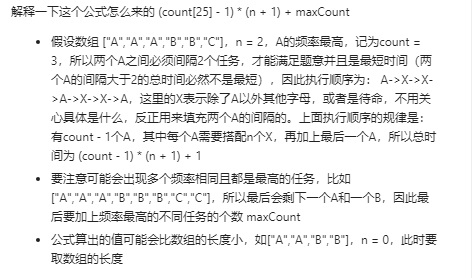 解释一下这个公式怎么来的 (count[25] - 1) * (n + 1) + maxCount
• 假设数组 ["A","A","A","B","B","C"]，n = 2，A的频率最高，记为count =
3，所以两个A之间必须间隔2个任务，才能满足题意并且是最短时间（两
个A的间隔大于2的总时间必然不是最短），因此执行顺序为： A->X->X-
>A->X->X->A，这里的X表示除了A以外其他字母，或者是待命，不用关
心具体是什么，反正用来填充两个A的间隔的。上面执行顺序的规律是：
有count - 1个A，其中每个A需要搭配n个X，再加上最后一个A，所以总时
间为 (count - 1) * (n + 1) + 1
• 要注意可能会出现多个频率相同且都是最高的任务，比如
["A","A","A","B","B","B","C","C"]，所以最后会剩下一个A和一个B，因此最
后要加上频率最高的不同任务的个数 maxCount
• 公式算出的值可能会比数组的长度小，如["A","A","B","B"]，n = 0，此时要
取数组的长度